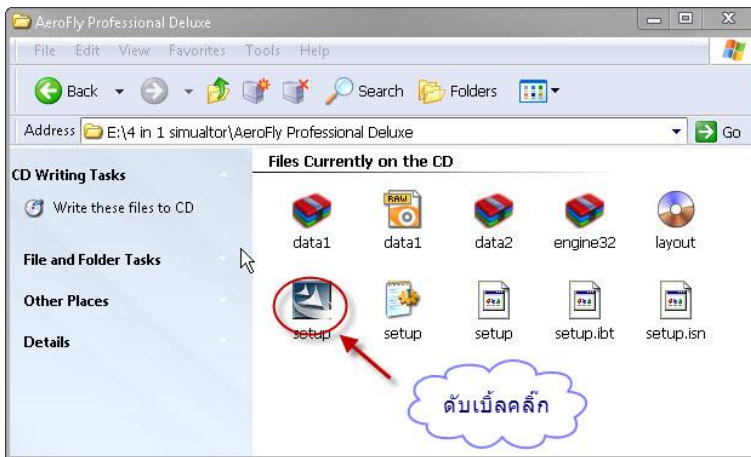 AeroFly Professional Deluxe
File Edit View Favorites Tools Help
Back Search Folders
Address E:\4 in 1 simualtor\AeroFly Professional Deluxe Go
Files Currently on the CD
CD Writing Tasks
Write these files to CD
File and Folder Tasks
Other Places
Details
RAW
data1 data1 data2 engine32 layout
setup setup setup setup.ibt setup.isn
ดับเบิ้ลคลิ๊ก